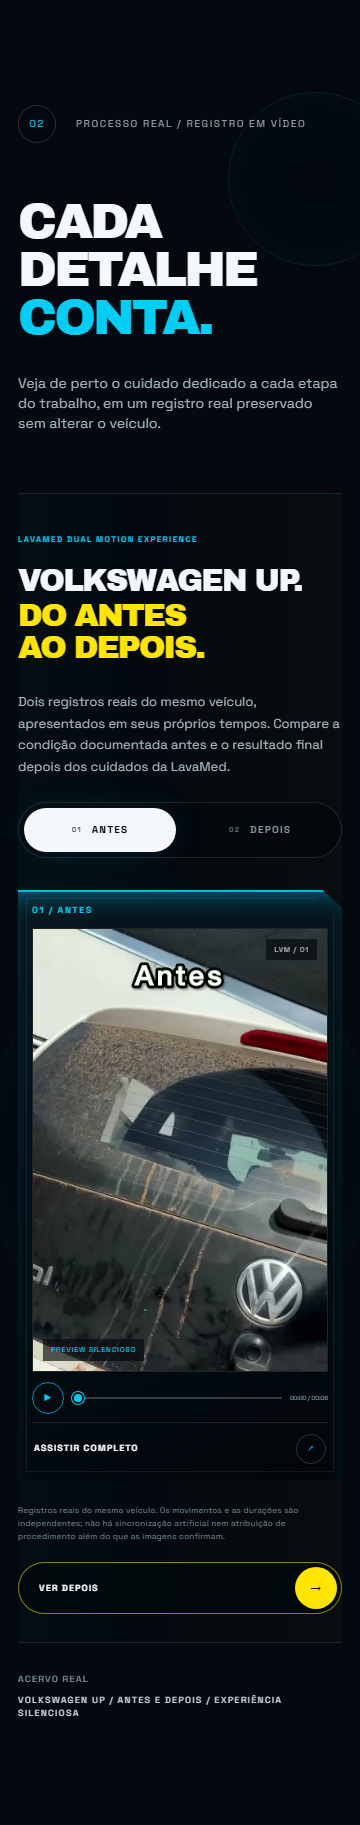 02
PROCESSO REAL / REGISTRO EM VÍDEO
CADA
DETALHE
CONTA.
Veja de perto o cuidado dedicado a cada etapa
do trabalho, em um registro real preservado
sem alterar o veículo.
LAVAMED DUAL MOTION EXPERIENCE
VOLKSWAGEN UP.
DO ANTES
AO DEPOIS.
Dois registros reais do mesmo veículo,
apresentados em seus próprios tempos. Compare a
condição documentada antes e o resultado final
depois dos cuidados da LavaMed.
01 ANTES
02 DEPOIS
01 / ANTES
LVM / 01
Antes
PREVIEW SILENCIOSO
00:00 / 00:08
ASSISTIR COMPLETO
Registros reais do mesmo veículo. Os movimentos e as durações são
independentes; não há sincronização artificial nem atribuição de
procedimento além do que as imagens confirmam.
VER DEPOIS
ACERVO REAL
VOLKSWAGEN UP / ANTES E DEPOIS / EXPERIÊNCIA
SILENCIOSA